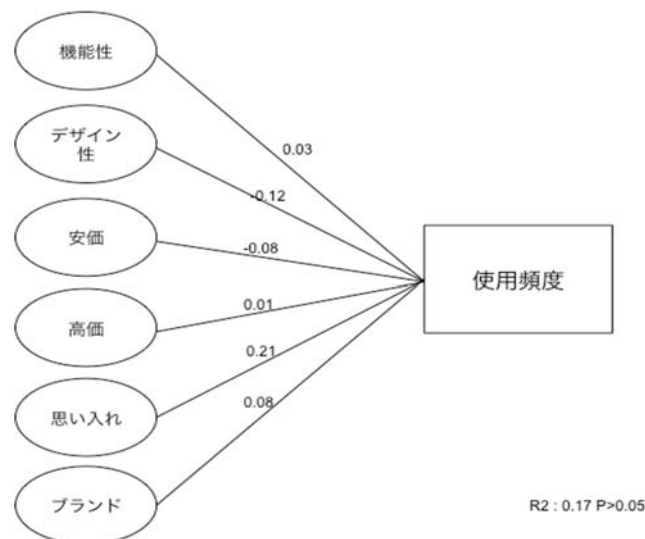 機能性
0.03
デザイン
性
-0.12
安価
-0.08
使用頻度
高価
0.01
思い入れ
0.21
ブランド
0.08
R2 : 0.17 P>0.05